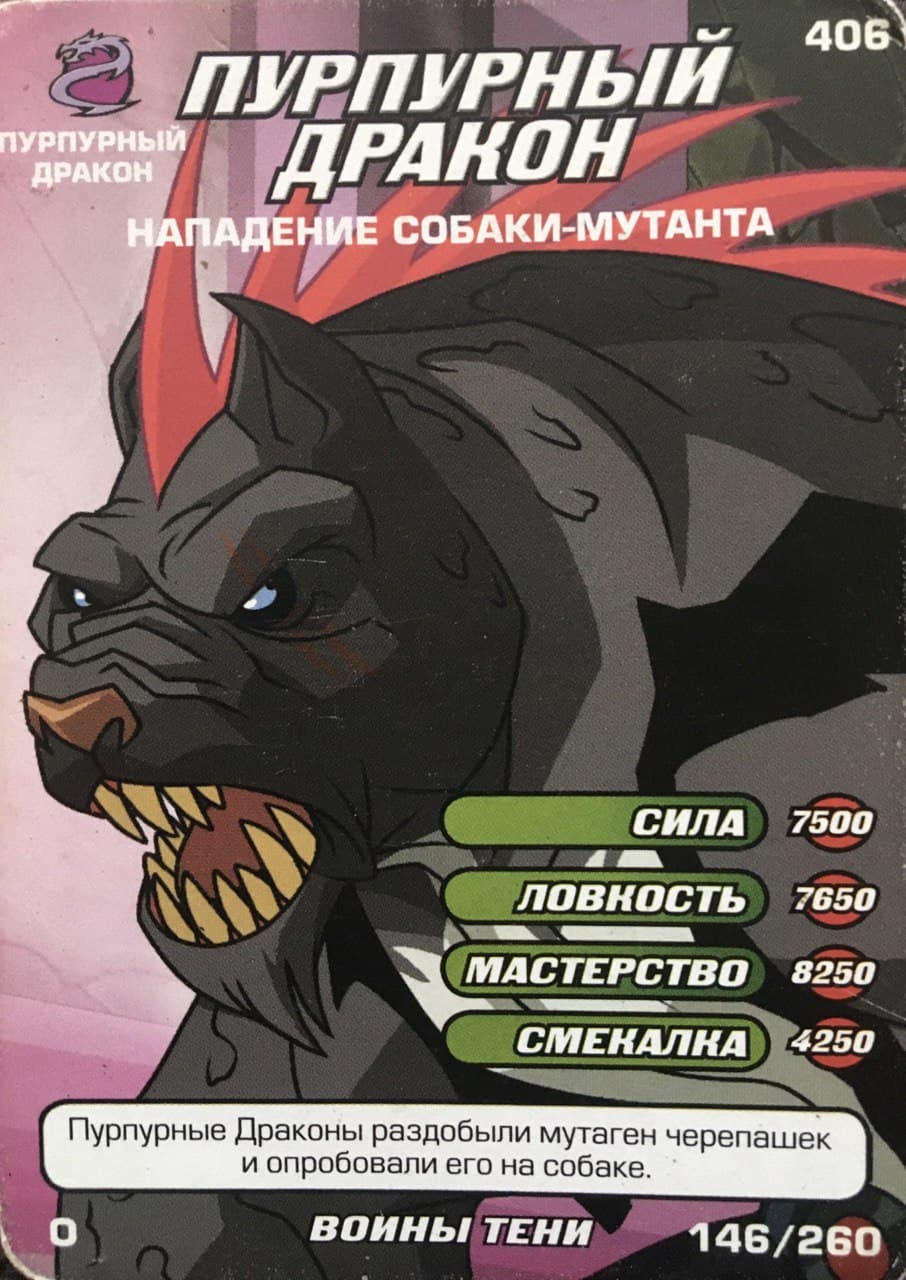 406
ПУРПУРНЫЙ
ДРАКОН
ПУРПУРНЫЙ
ДРАКОН
НАПАДЕНИЕ СОБАКИ-МУТАНТА
СИЛА 7500
ЛОВКОСТЬ 7650
МАСТЕРСТВО 8250
СМЕКАЛКА 4250
Пурпурные Драконы раздобыли мутаген черепашек
и опробовали его на собаке.
0 ВОИНЫ ТЕНИ 146/260